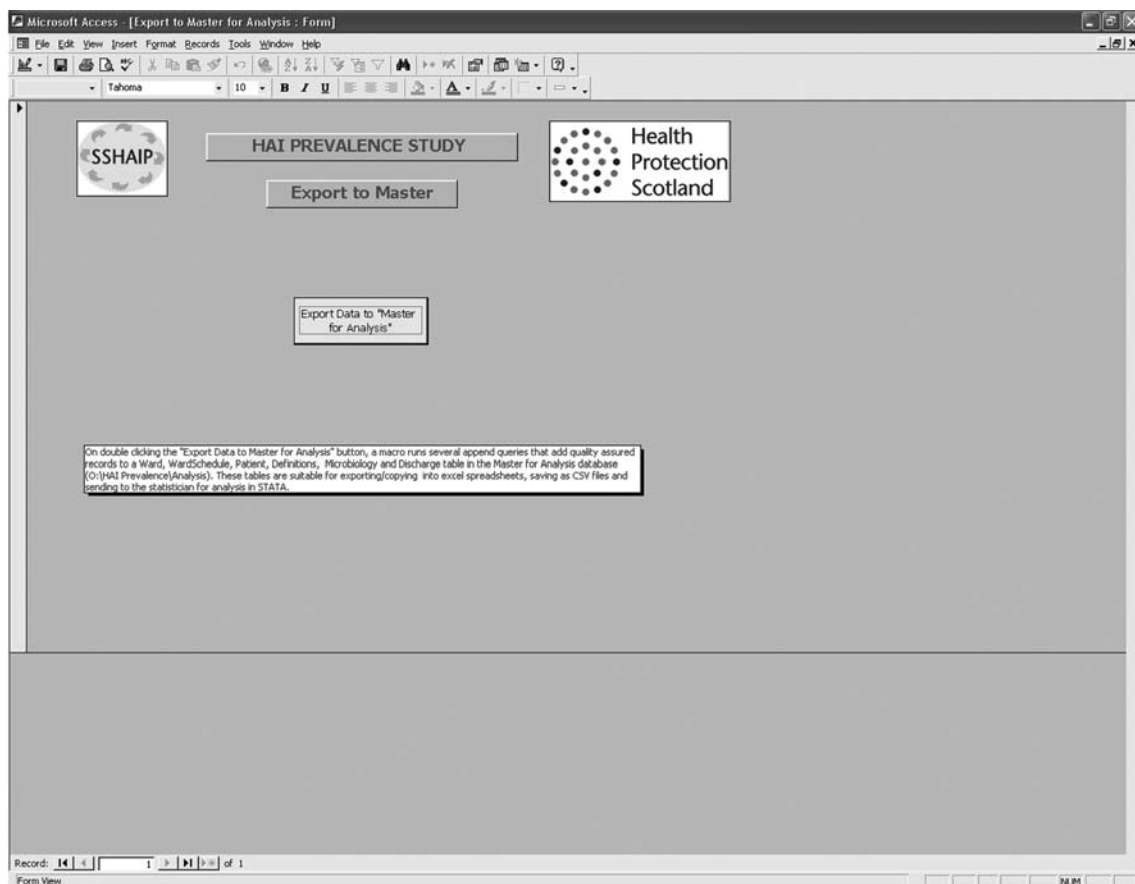 Microsoft Access - [Export to Master for Analysis : Form]
File Edit View Insert Format Records Tools Window Help
Tahoma 10 B I U
SSHAIP
HAI PREVALENCE STUDY
Export to Master
Health
Protection
Scotland
Export Data to "Master
for Analysis"
On double clicking the "Export Data to Master for Analysis" button, a macro runs several append queries that add quality assured
records to a Ward, WardSchedule, Patient, Definitions, Microbiology and Discharge table in the Master for Analysis database
(O:\HAI Prevalence\Analysis). These tables are suitable for exporting/copying into excel spreadsheets, saving as CSV files and
sending to the statistician for analysis in STATA.
Record: 1 of 1
Form View NUM